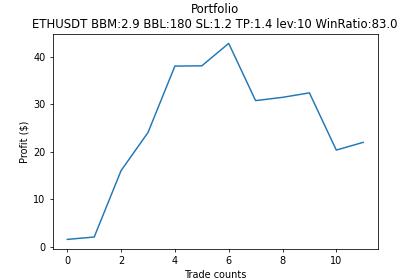 Portfolio
ETHUSDT BBM:2.9 BBL:180 SL:1.2 TP:1.4 lev:10 WinRatio:83.0
40
30
20
10
0
Profit ($)
0 2 4 6 8 10
Trade counts